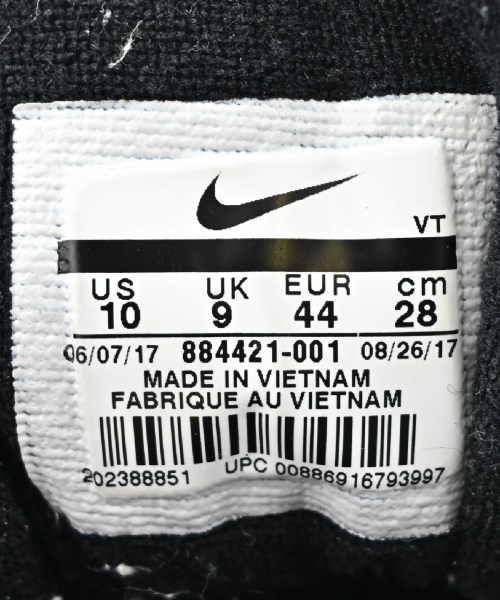 VT
US UK EUR cm
10 9 44 28
06/07/17 884421-001 08/26/17
MADE IN VIETNAM
FABRIQUE AU VIETNAM
202388851 UPC 00886916793997